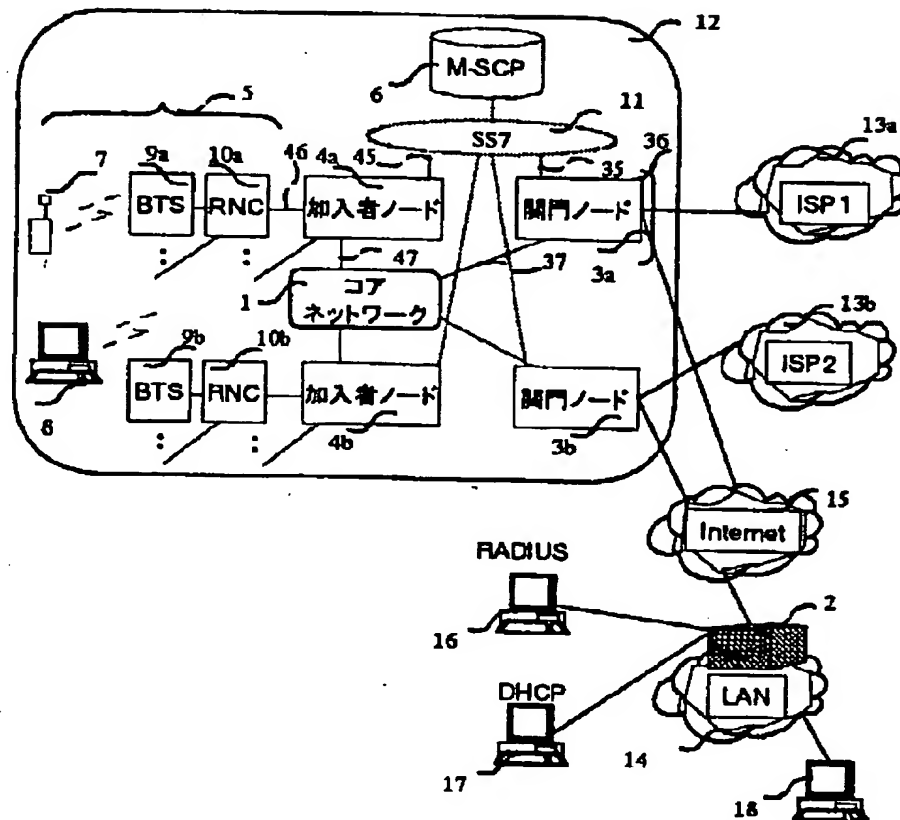 12
M-SCP
6
5
11
SS7
36
13a
7
9a
10a
46
4a
45
35
BTS
RNC
加入者ノード
関門ノード
ISP1
47
37
3a
1
コア
ネットワーク
13b
9b
10b
ISP2
BTS
RNC
加入者ノード
関門ノード
8
4b
3b
15
Internet
RADIUS
2
16
DHCP
LAN
17
14
18